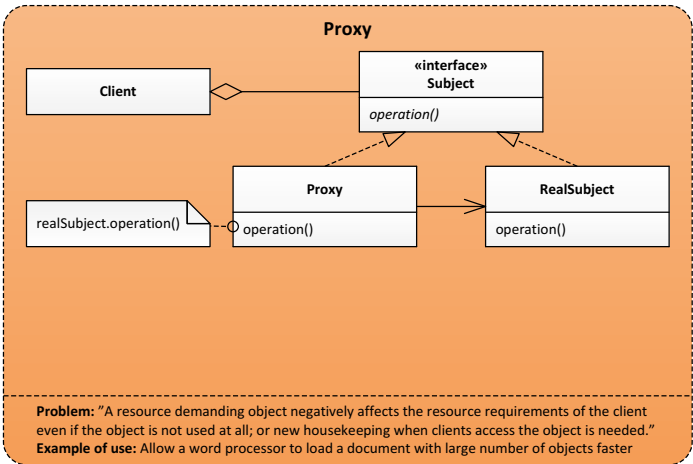 Proxy
«interface»
Subject
Client
operation()
Proxy
RealSubject
realSubject.operation()
operation()
operation()
Problem: ”A resource demanding object negatively affects the resource requirements of the client
even if the object is not used at all; or new housekeeping when clients access the object is needed.”
Example of use: Allow a word processor to load a document with large number of objects faster